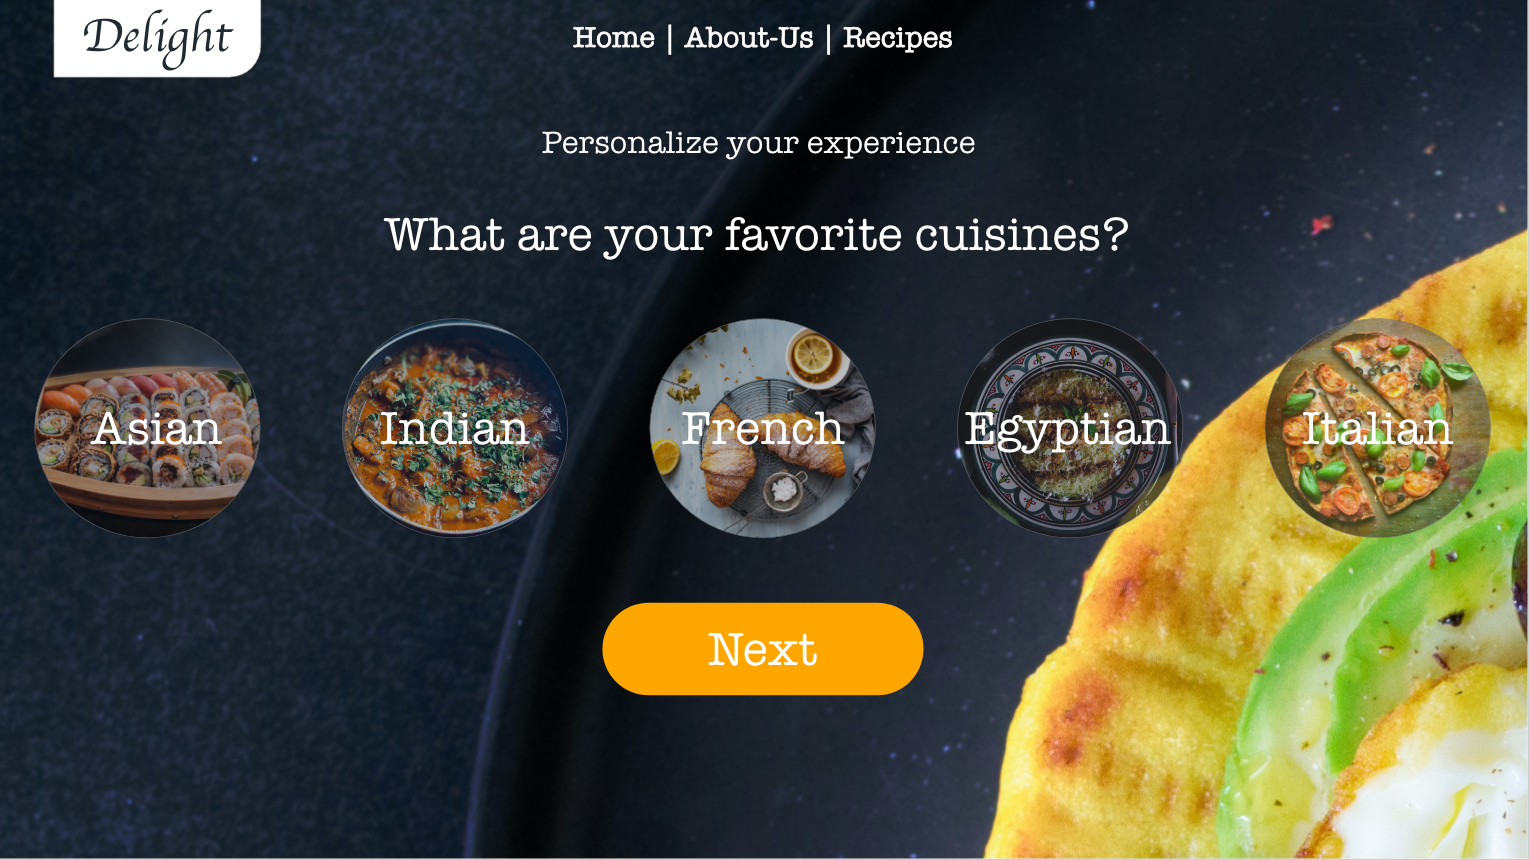 Delight
Home | About-Us | Recipes
Personalize your experience
What are your favorite cuisines?
Asian
Indian
French
Egyptian
Italian
Next